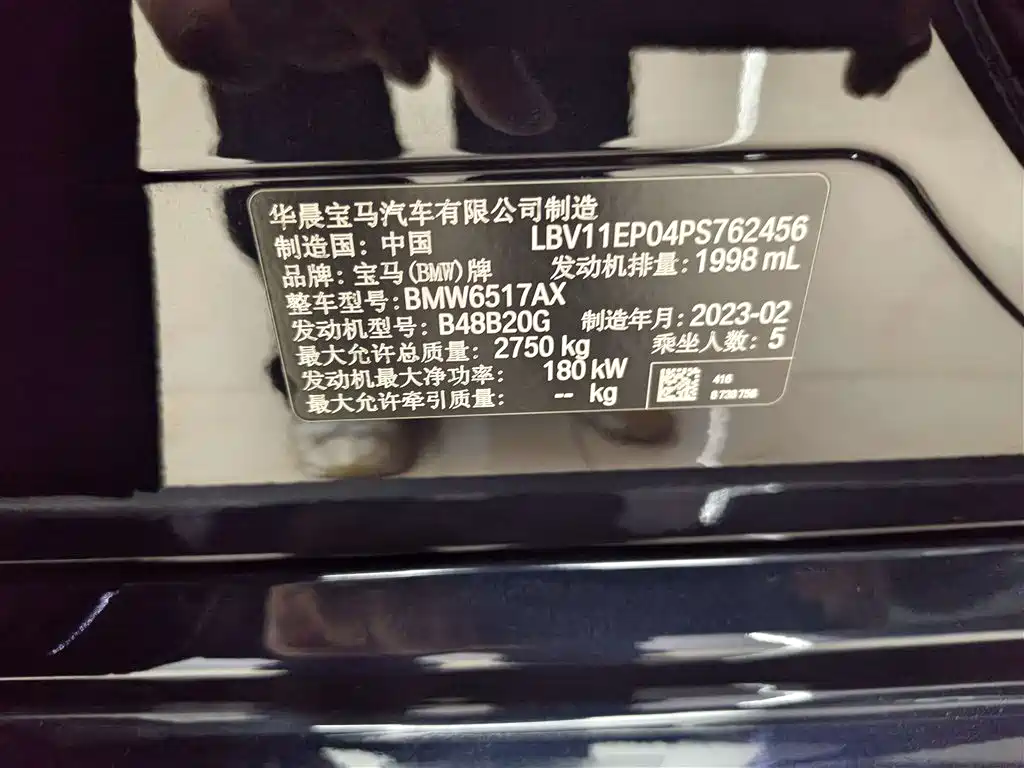 华晨宝马汽车有限公司制造
制造国：中国 LBV11EP04PS762456
品牌：宝马(BMW)牌 发动机排量：1998 mL
整车型号：BMW6517AX
发动机型号：B48B20G 制造年月：2023-02
最大允许总质量：2750 kg 乘坐人数：5
发动机最大净功率：180 kW
最大允许牵引质量：-- kg
416